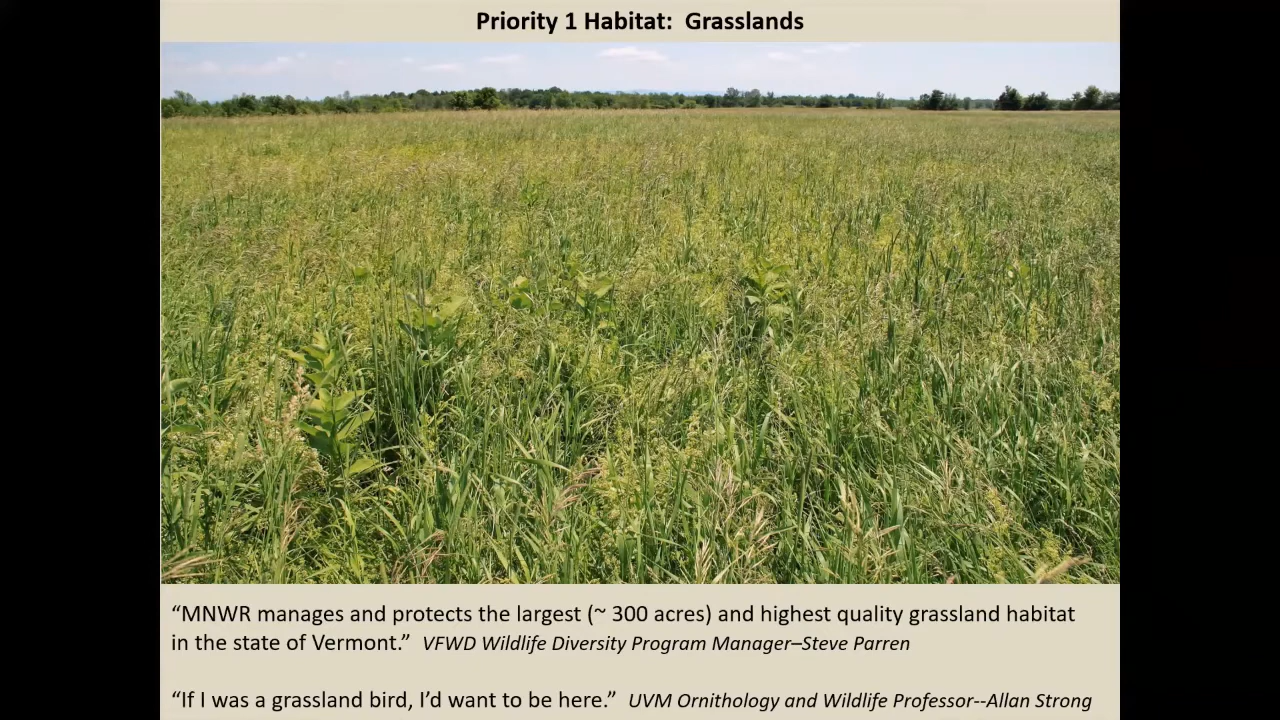 Priority 1 Habitat:  Grasslands
“MNWR manages and protects the largest (~ 300 acres) and highest quality grassland habitat
in the state of Vermont.”  VFWD Wildlife Diversity Program Manager–Steve Parren
“If I was a grassland bird, I’d want to be here.”  UVM Ornithology and Wildlife Professor--Allan Strong